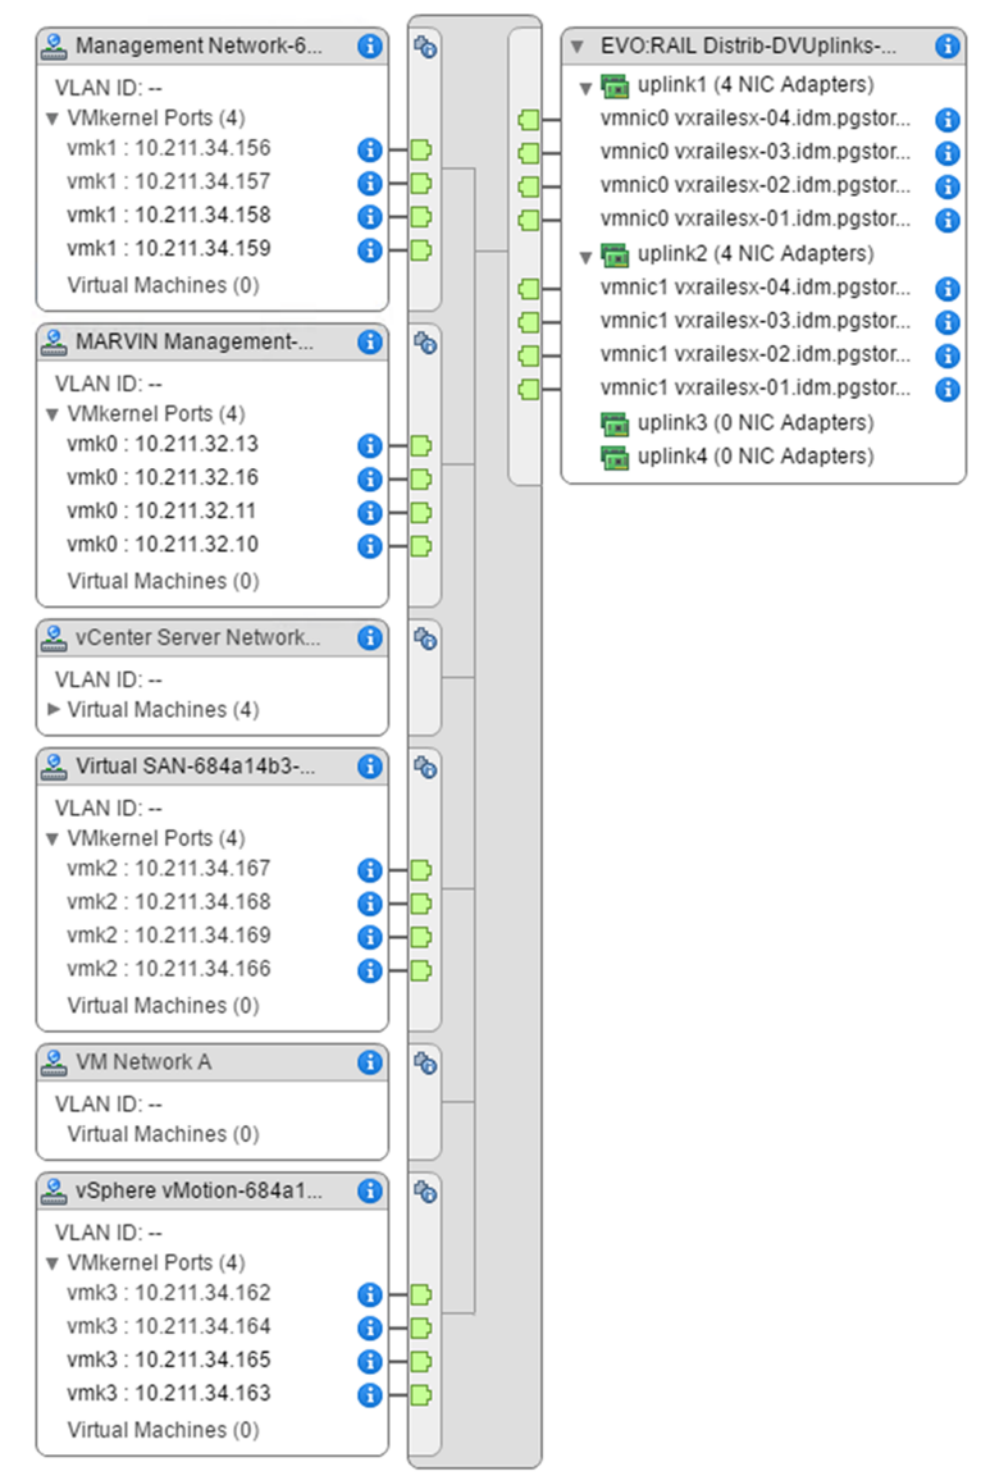 Management Network-6...
VLAN ID: --
VMkernel Ports (4)
vmk1 : 10.211.34.156
vmk1 : 10.211.34.157
vmk1 : 10.211.34.158
vmk1 : 10.211.34.159
Virtual Machines (0)
MARVIN Management-...
VLAN ID: --
VMkernel Ports (4)
vmk0 : 10.211.32.13
vmk0 : 10.211.32.16
vmk0 : 10.211.32.11
vmk0 : 10.211.32.10
Virtual Machines (0)
vCenter Server Network...
VLAN ID: --
Virtual Machines (4)
Virtual SAN-684a14b3-...
VLAN ID: --
VMkernel Ports (4)
vmk2 : 10.211.34.167
vmk2 : 10.211.34.168
vmk2 : 10.211.34.169
vmk2 : 10.211.34.166
Virtual Machines (0)
VM Network A
VLAN ID: --
Virtual Machines (0)
vSphere vMotion-684a1...
VLAN ID: --
VMkernel Ports (4)
vmk3 : 10.211.34.162
vmk3 : 10.211.34.164
vmk3 : 10.211.34.165
vmk3 : 10.211.34.163
Virtual Machines (0)
EVO:RAIL Distrib-DVUplinks-...
uplink1 (4 NIC Adapters)
vmnic0 vxrailesx-04.idm.pgstor...
vmnic0 vxrailesx-03.idm.pgstor...
vmnic0 vxrailesx-02.idm.pgstor...
vmnic0 vxrailesx-01.idm.pgstor...
uplink2 (4 NIC Adapters)
vmnic1 vxrailesx-04.idm.pgstor...
vmnic1 vxrailesx-03.idm.pgstor...
vmnic1 vxrailesx-02.idm.pgstor...
vmnic1 vxrailesx-01.idm.pgstor...
uplink3 (0 NIC Adapters)
uplink4 (0 NIC Adapters)